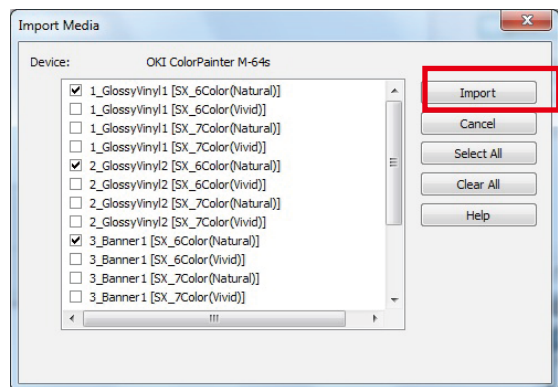 Import Media
Device: OKI ColorPainter M-64s
1_GlossyVinyl1 [SX_6Color(Natural)]
1_GlossyVinyl1 [SX_6Color(Vivid)]
1_GlossyVinyl1 [SX_7Color(Natural)]
1_GlossyVinyl1 [SX_7Color(Vivid)]
2_GlossyVinyl2 [SX_6Color(Natural)]
2_GlossyVinyl2 [SX_6Color(Vivid)]
2_GlossyVinyl2 [SX_7Color(Natural)]
2_GlossyVinyl2 [SX_7Color(Vivid)]
3_Banner1 [SX_6Color(Natural)]
3_Banner1 [SX_6Color(Vivid)]
3_Banner1 [SX_7Color(Natural)]
3_Banner1 [SX_7Color(Vivid)]
Import
Cancel
Select All
Clear All
Help